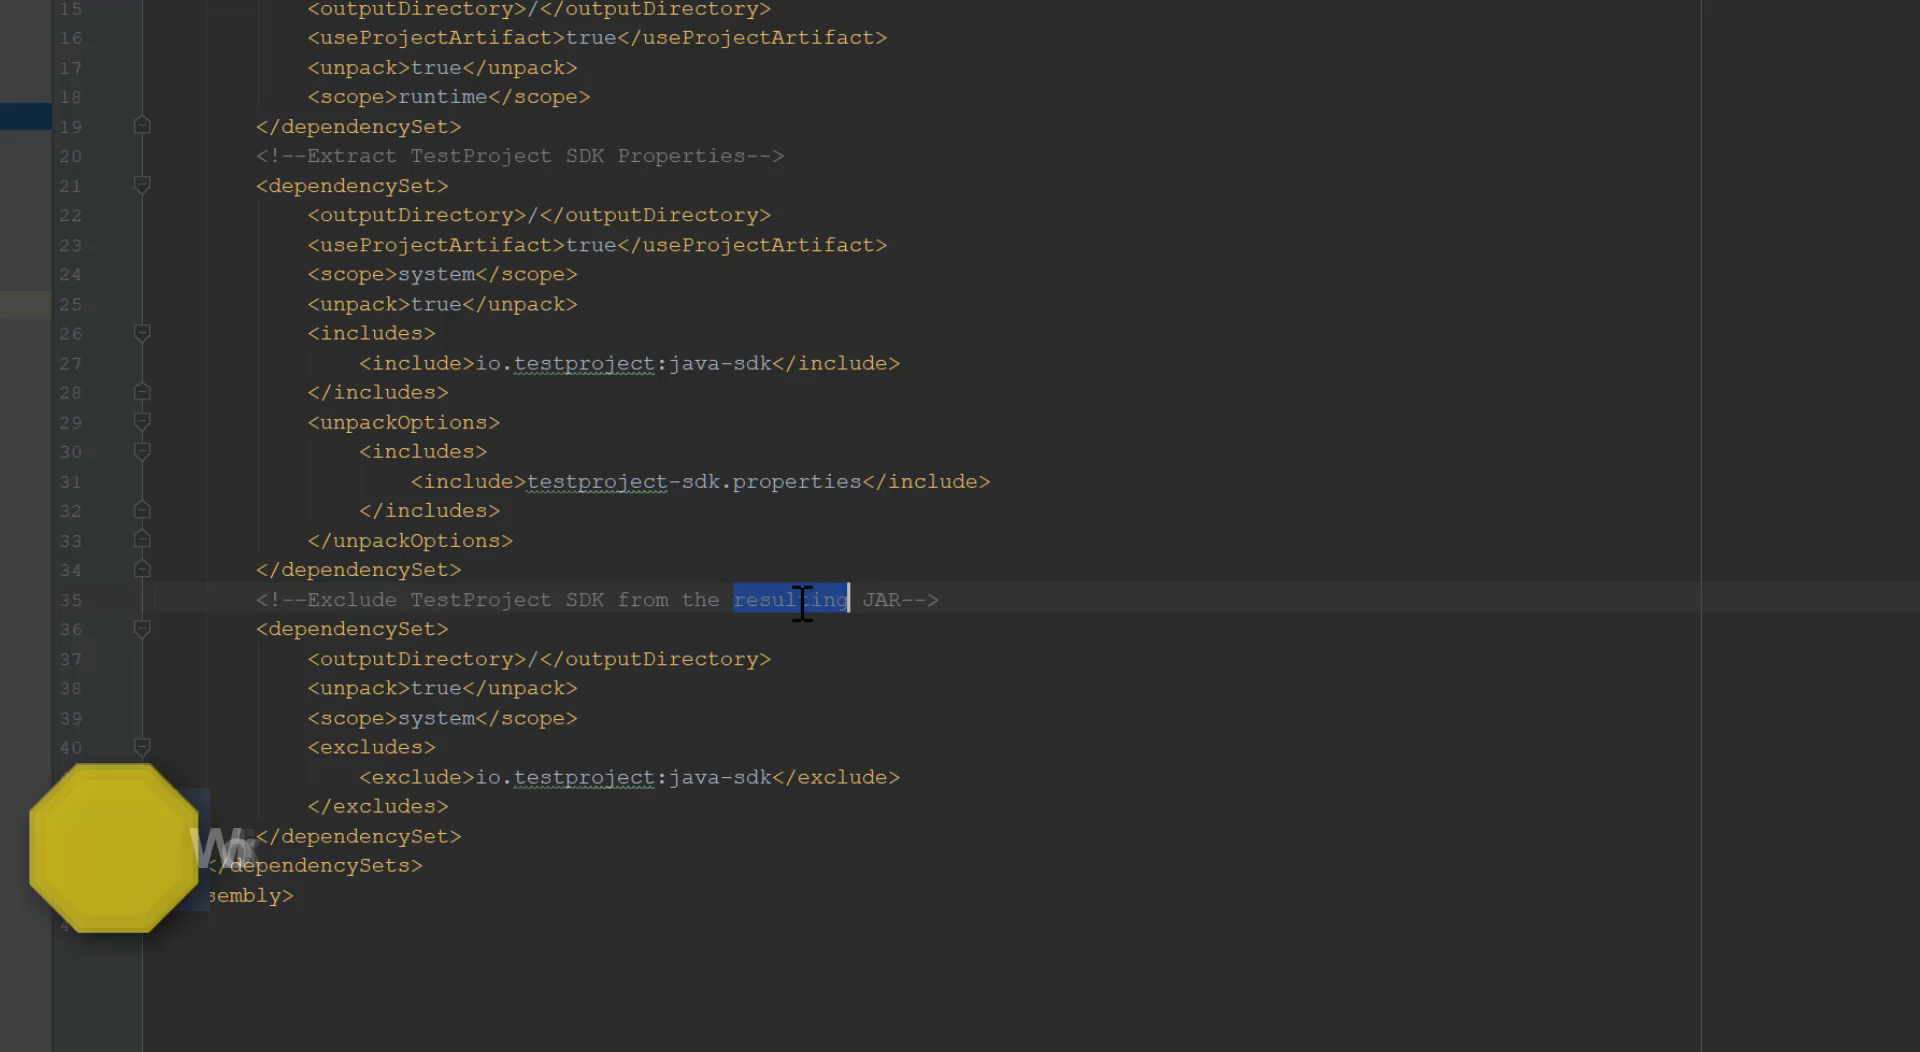 15 <outputDirectory>/</outputDirectory>
16 <useProjectArtifact>true</useProjectArtifact>
17 <unpack>true</unpack>
18 <scope>runtime</scope>
19 </dependencySet>
20 <!--Extract TestProject SDK Properties-->
21 <dependencySet>
22 <outputDirectory>/</outputDirectory>
23 <useProjectArtifact>true</useProjectArtifact>
24 <scope>system</scope>
25 <unpack>true</unpack>
26 <includes>
27 <include>io.testproject:java-sdk</include>
28 </includes>
29 <unpackOptions>
30 <includes>
31 <include>testproject-sdk.properties</include>
32 </includes>
33 </unpackOptions>
34 </dependencySet>
35 <!--Exclude TestProject SDK from the resulting JAR-->
36 <dependencySet>
37 <outputDirectory>/</outputDirectory>
38 <unpack>true</unpack>
39 <scope>system</scope>
40 <excludes>
<exclude>io.testproject:java-sdk</exclude>
</excludes>
</dependencySet>
</dependencySets>
sembly>